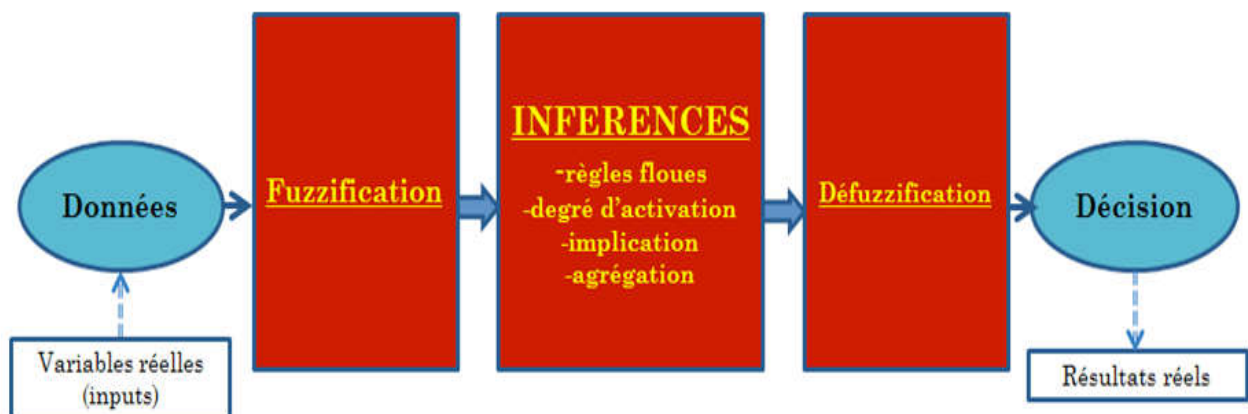 Données
Variables réelles
(inputs)
Fuzzification
INFERENCES
-règles floues
-degré d'activation
-implication
-agrégation
Défuzzification
Décision
Résultats réels